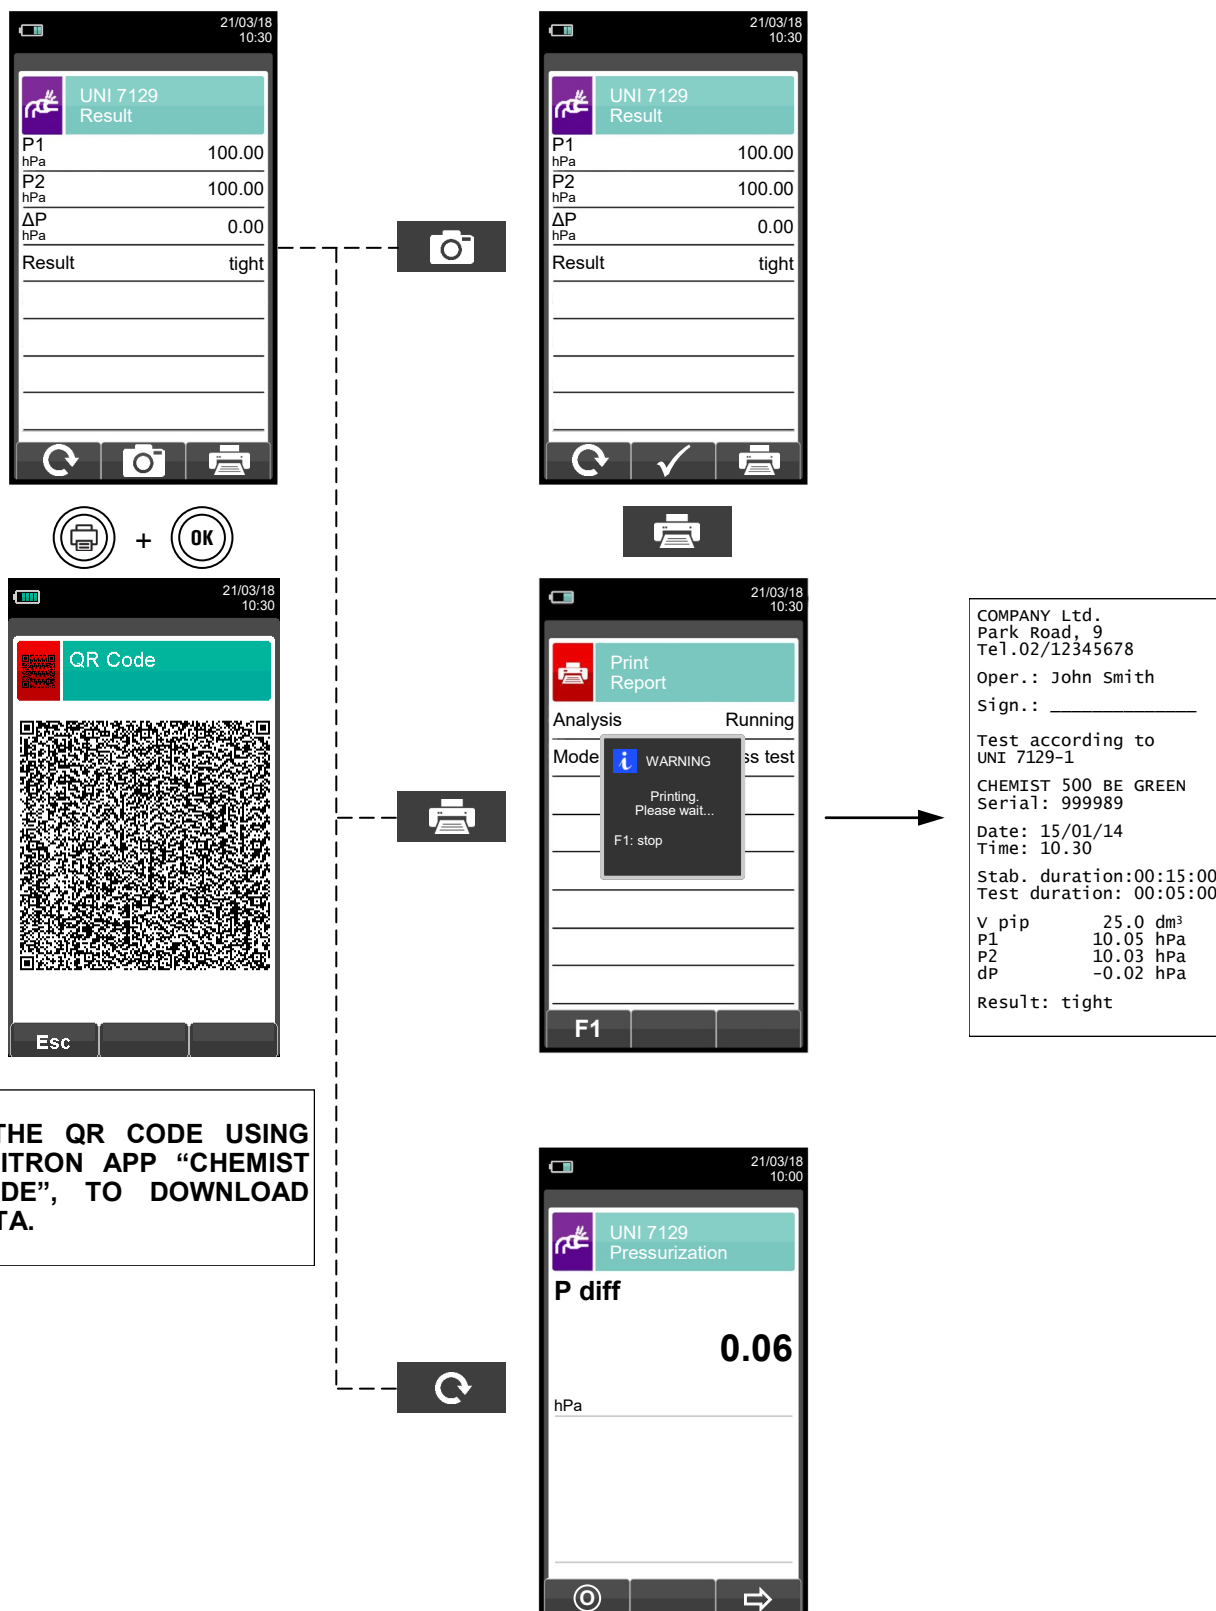 21/03/18
10:30
UNI 7129
Result
P1
hPa
100.00
P2
hPa
100.00
ΔP
hPa
0.00
Result
tight
21/03/18
10:30
UNI 7129
Result
P1
hPa
100.00
P2
hPa
100.00
ΔP
hPa
0.00
Result
tight
+
OK
21/03/18
10:30
QR Code
Esc
21/03/18
10:30
Print
Report
Analysis
Running
Mode
ss test
i WARNING
Printing.
Please wait...
F1: stop
F1
COMPANY Ltd.
Park Road, 9
Tel.02/12345678
Oper.: John Smith
Sign.: ______________
Test according to
UNI 7129-1
CHEMIST 500 BE GREEN
Serial: 999989
Date: 15/01/14
Time: 10.30
Stab. duration:00:15:00
Test duration: 00:05:00
V pip 25.0 dm³
P1 10.05 hPa
P2 10.03 hPa
dP -0.02 hPa
Result: tight
THE QR CODE USING
ITRON APP “CHEMIST
DE”, TO DOWNLOAD
TA.
21/03/18
10:00
UNI 7129
Pressurization
P diff
0.06
hPa